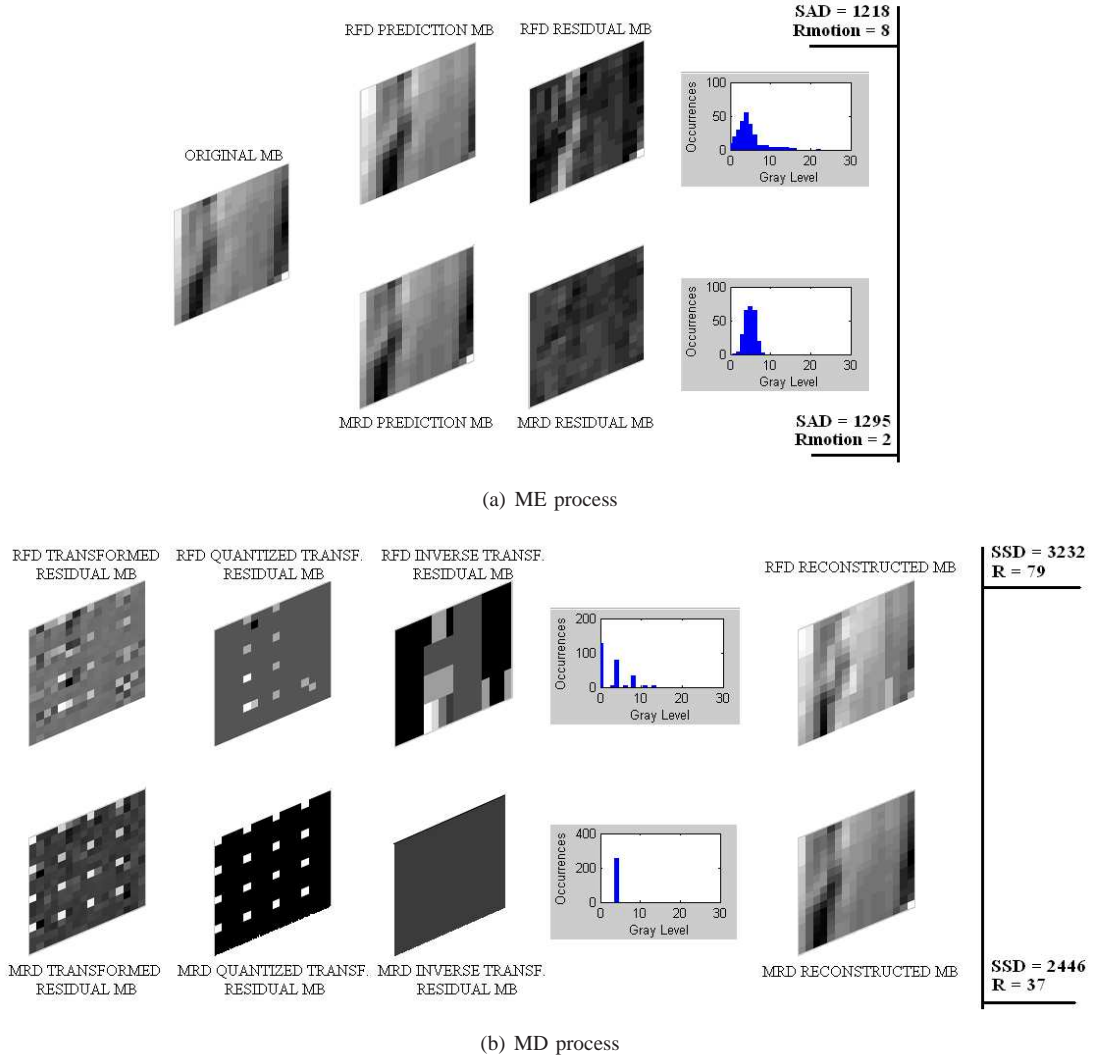 SAD = 1218
Rmotion = 8
RFD PREDICTION MB
RFD RESIDUAL MB
ORIGINAL MB
100
50
0
Occurrences
0 10 20 30
Gray Level
100
50
0
Occurrences
0 10 20 30
Gray Level
MRD PREDICTION MB
MRD RESIDUAL MB
SAD = 1295
Rmotion = 2
(a) ME process
RFD TRANSFORMED
RESIDUAL MB
RFD QUANTIZED TRANSF.
RESIDUAL MB
RFD INVERSE TRANSF.
RESIDUAL MB
RFD RECONSTRUCTED MB
SSD = 3232
R = 79
200
100
0
Occurrences
0 10 20 30
Gray Level
400
200
0
Occurrences
0 10 20 30
Gray Level
MRD TRANSFORMED
RESIDUAL MB
MRD QUANTIZED TRANSF.
RESIDUAL MB
MRD INVERSE TRANSF.
RESIDUAL MB
MRD RECONSTRUCTED MB
SSD = 2446
R = 37
(b) MD process